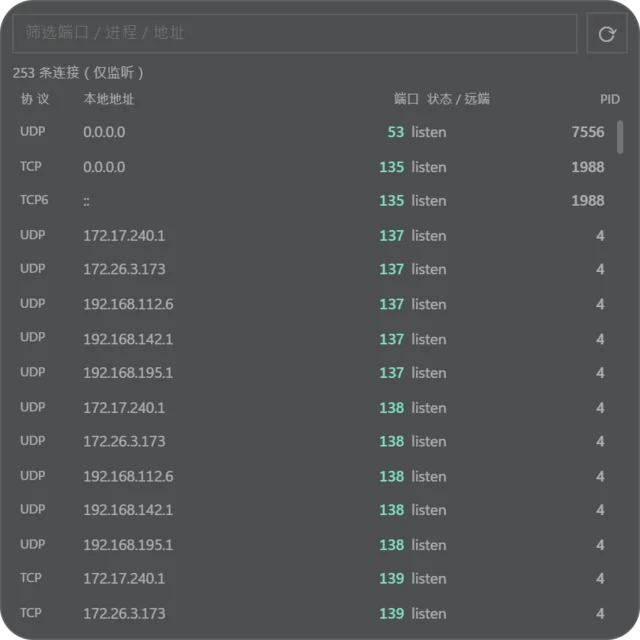 筛选端口 / 进程 / 地址
253 条连接 ( 仅监听 )
协 议 本地地址 端口 状态 / 远端 PID
UDP 0.0.0.0 53 listen 7556
TCP 0.0.0.0 135 listen 1988
TCP6 :: 135 listen 1988
UDP 172.17.240.1 137 listen 4
UDP 172.26.3.173 137 listen 4
UDP 192.168.112.6 137 listen 4
UDP 192.168.142.1 137 listen 4
UDP 192.168.195.1 137 listen 4
UDP 172.17.240.1 138 listen 4
UDP 172.26.3.173 138 listen 4
UDP 192.168.112.6 138 listen 4
UDP 192.168.142.1 138 listen 4
UDP 192.168.195.1 138 listen 4
TCP 172.17.240.1 139 listen 4
TCP 172.26.3.173 139 listen 4